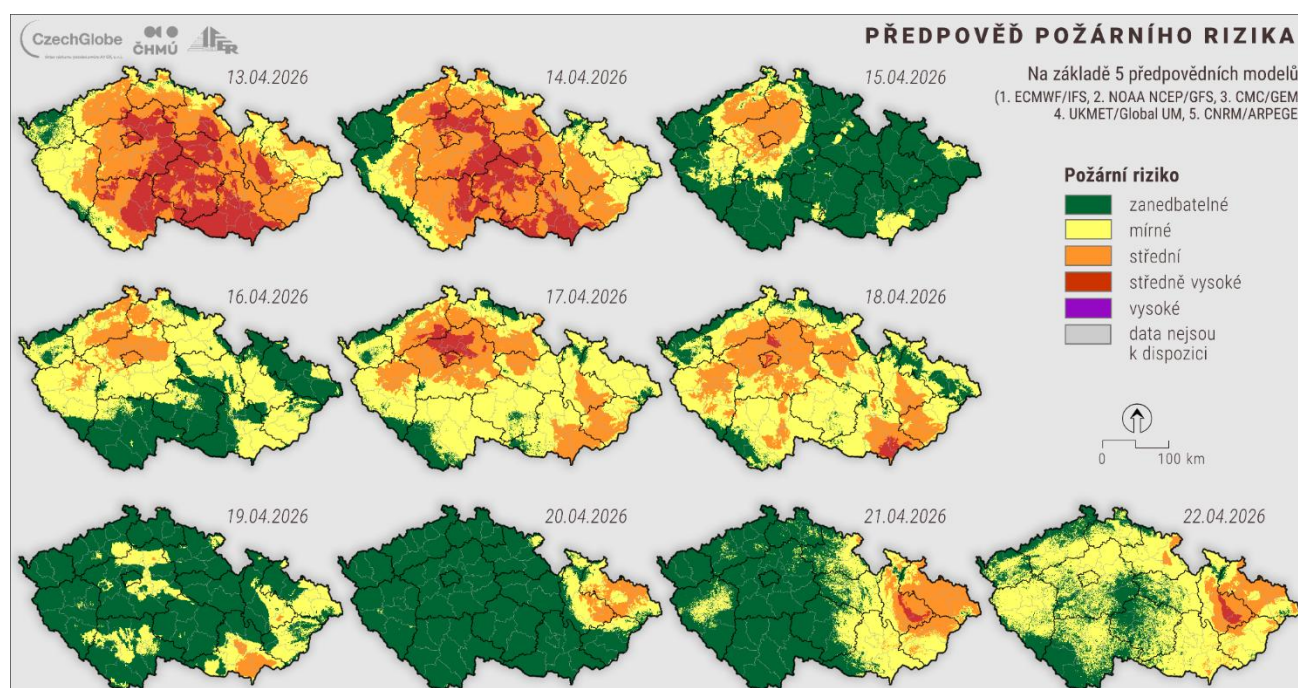 CzechGlobe
ČHMÚ
IFER
PŘEDPOVĚĎ POŽÁRNÍHO RIZIKA
Na základě 5 předpovědních modelů
(1. ECMWF/IFS, 2. NOAA NCEP/GFS, 3. CMC/GEM
4. UKMET/Global UM, 5. CNRM/ARPEGE
13.04.2026
14.04.2026
15.04.2026
Požární riziko
zanedbatelné
mírné
střední
středně vysoké
vysoké
data nejsou
k dispozici
16.04.2026
17.04.2026
18.04.2026
0 100 km
19.04.2026
20.04.2026
21.04.2026
22.04.2026